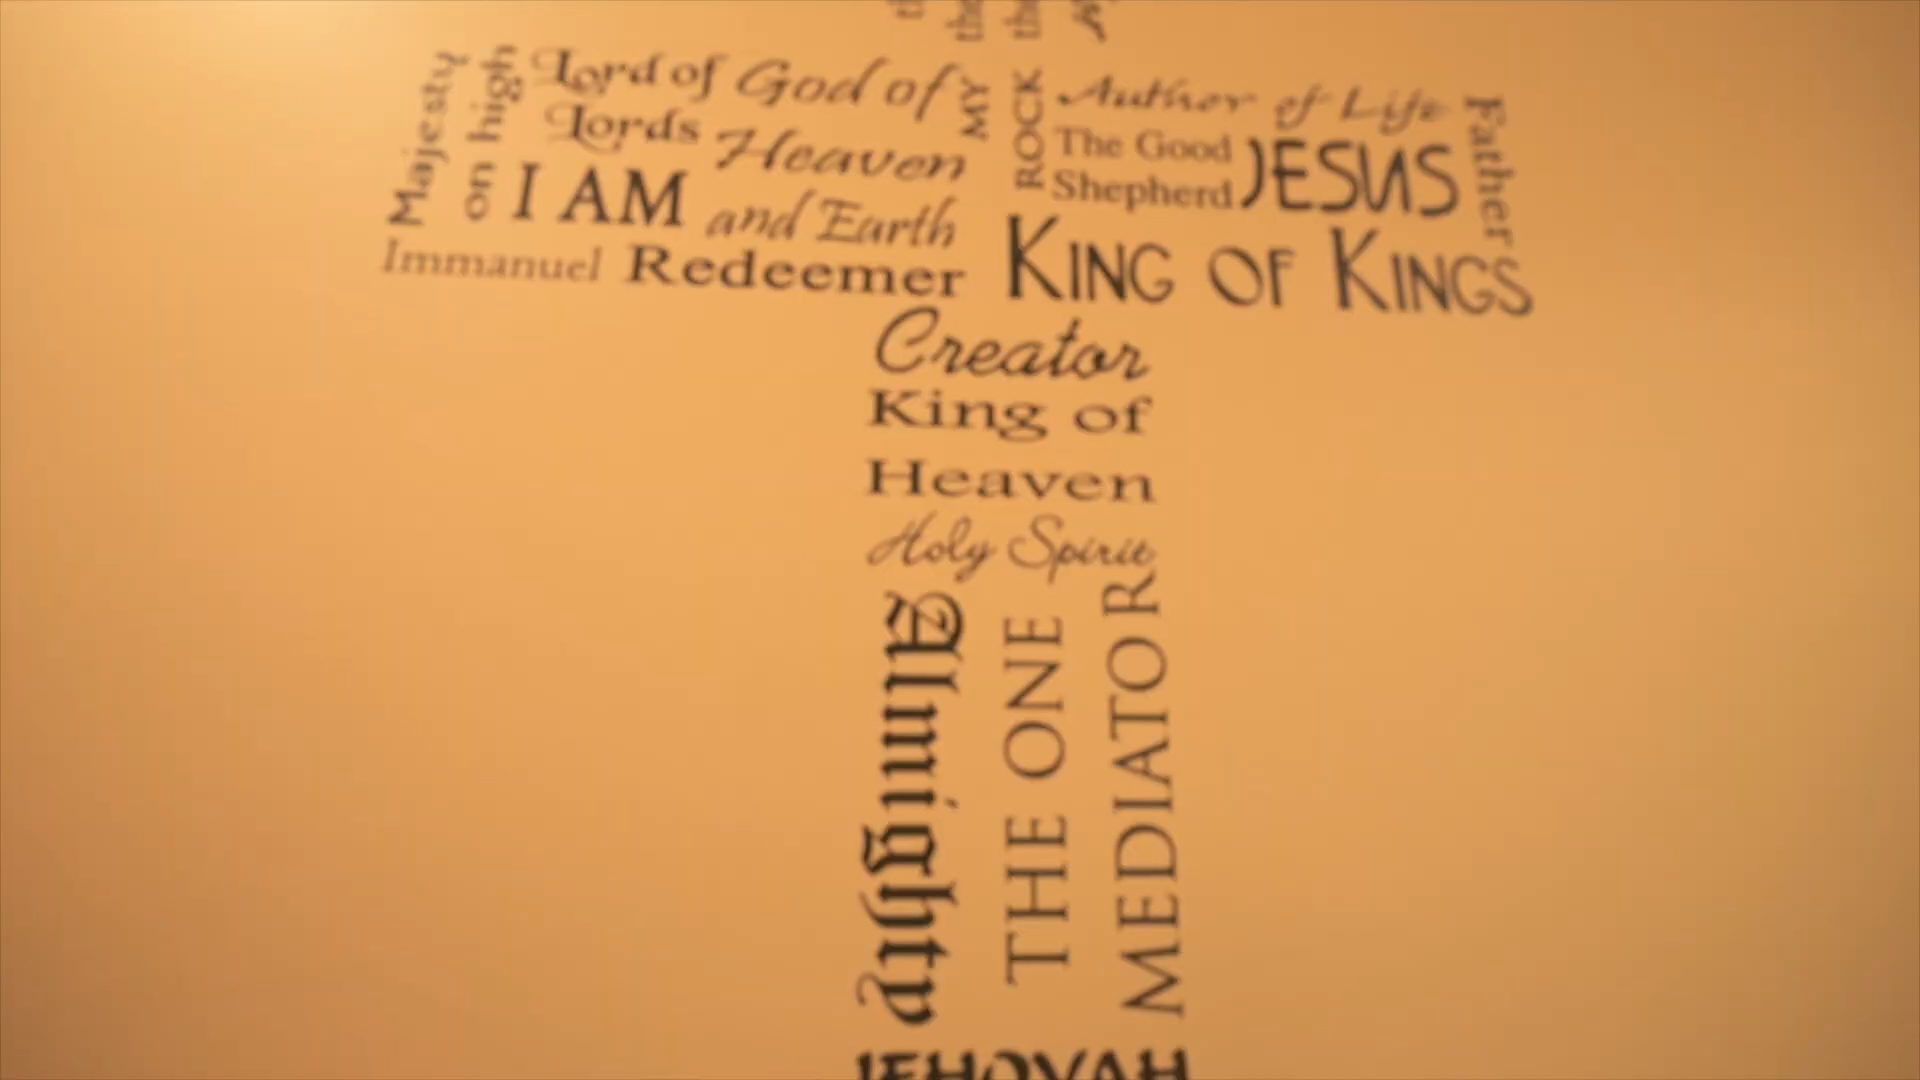 the
the
Majesty
on high
Lord of
Lords
God of
Heaven
and Earth
I AM
Immanuel
Redeemer
MY
ROCK
Author of Life
The Good
Shepherd
JESUS
Father
KING OF KINGS
Creator
King of
Heaven
Holy Spirit
Almighty
THE ONE
MEDIATOR
JEHOVAH